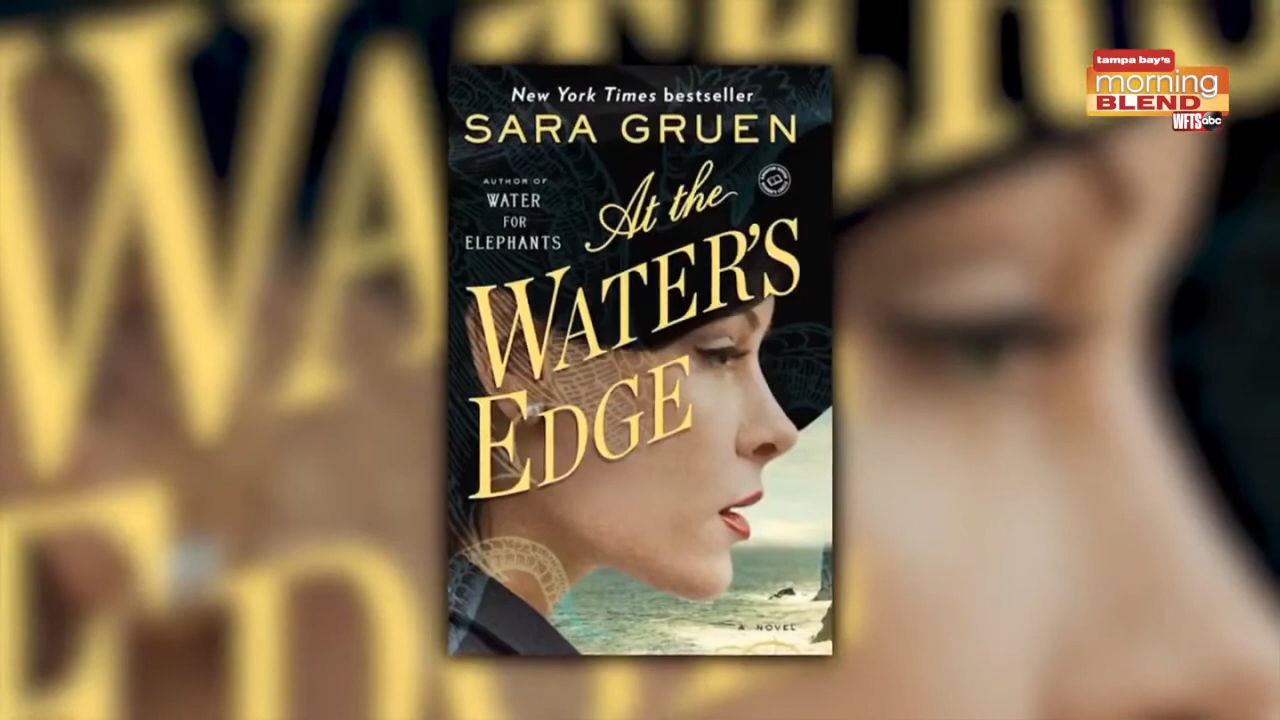 New York Times bestseller
SARA GRUEN
AUTHOR OF
WATER
FOR
ELEPHANTS
At the
WATER'S
EDGE
A NOVEL
tampa bay's
morning
BLEND
WFTS abc